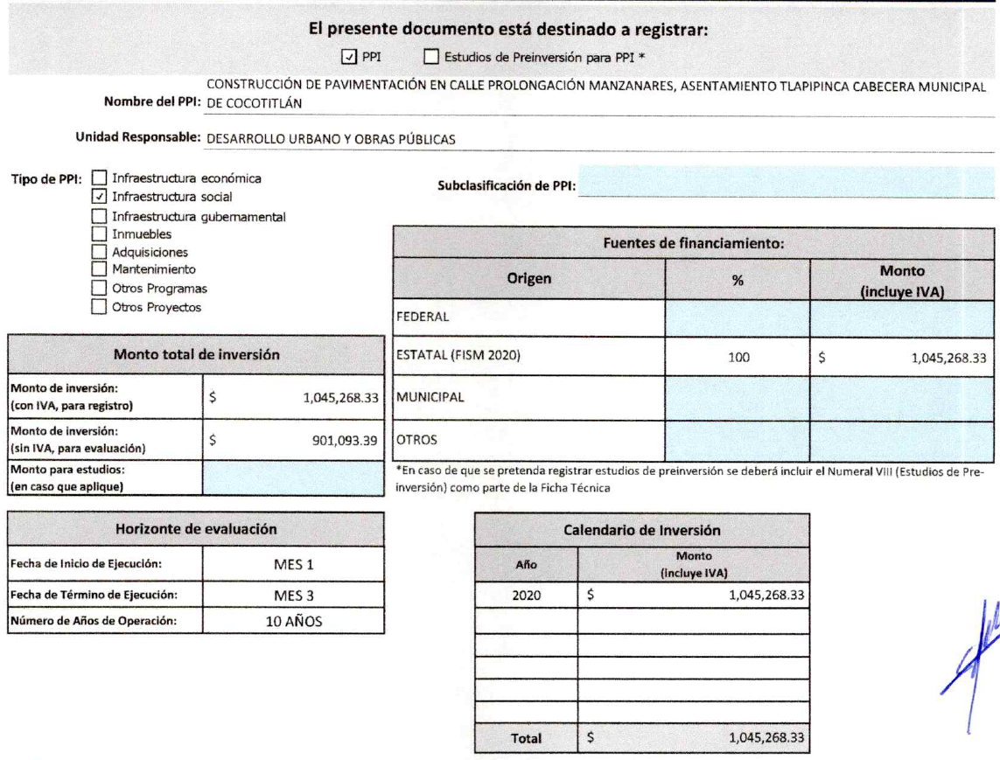 El presente documento está destinado a registrar:
PPI Estudios de Preinversión para PPI *
CONSTRUCCIÓN DE PAVIMENTACIÓN EN CALLE PROLONGACIÓN MANZANARES, ASENTAMIENTO TLAPIPINCA CABECERA MUNICIPAL
Nombre del PPI: DE COCOTITLÁN
Unidad Responsable: DESARROLLO URBANO Y OBRAS PÚBLICAS
Tipo de PPI: Infraestructura económica
Infraestructura social
Infraestructura gubernamental
Inmuebles
Adquisiciones
Mantenimiento
Otros Programas
Otros Proyectos
Subclasificación de PPI:
Fuentes de financiamiento:
Origen % Monto
(incluye IVA)
FEDERAL
ESTATAL (FISM 2020) 100 $ 1,045,268.33
MUNICIPAL
OTROS
*En caso de que se pretenda registrar estudios de preinversión se deberá incluir el Numeral VIII (Estudios de Pre-
inversión) como parte de la Ficha Técnica
Monto total de inversión
Monto de inversión:
(con IVA, para registro) $ 1,045,268.33
Monto de inversión:
(sin IVA, para evaluación) $ 901,093.39
Monto para estudios:
(en caso que aplique)
Horizonte de evaluación
Fecha de Inicio de Ejecución: MES 1
Fecha de Término de Ejecución: MES 3
Número de Años de Operación: 10 AÑOS
Calendario de Inversión
Año Monto
(incluye IVA)
2020 $ 1,045,268.33
Total $ 1,045,268.33